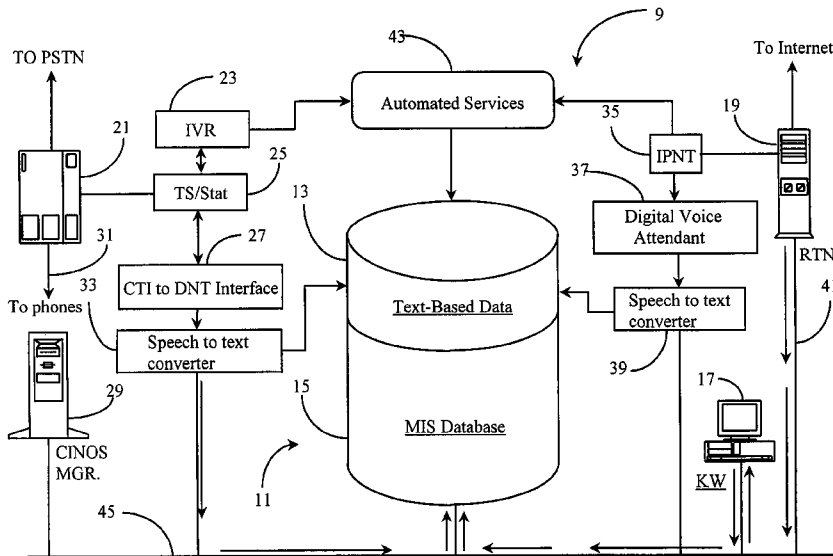 TO PSTN
23
43
9
To Internet
IVR
Automated Services
35
19
21
25
IPNT
TS/Stat
37
31
27
13
Digital Voice
Attendant
RTN
To phones
CTI to DNT Interface
33
Text-Based Data
Speech to text
converter
41
Speech to text
converter
39
17
29
15
MIS Database
CINOS
MGR.
11
KW
45